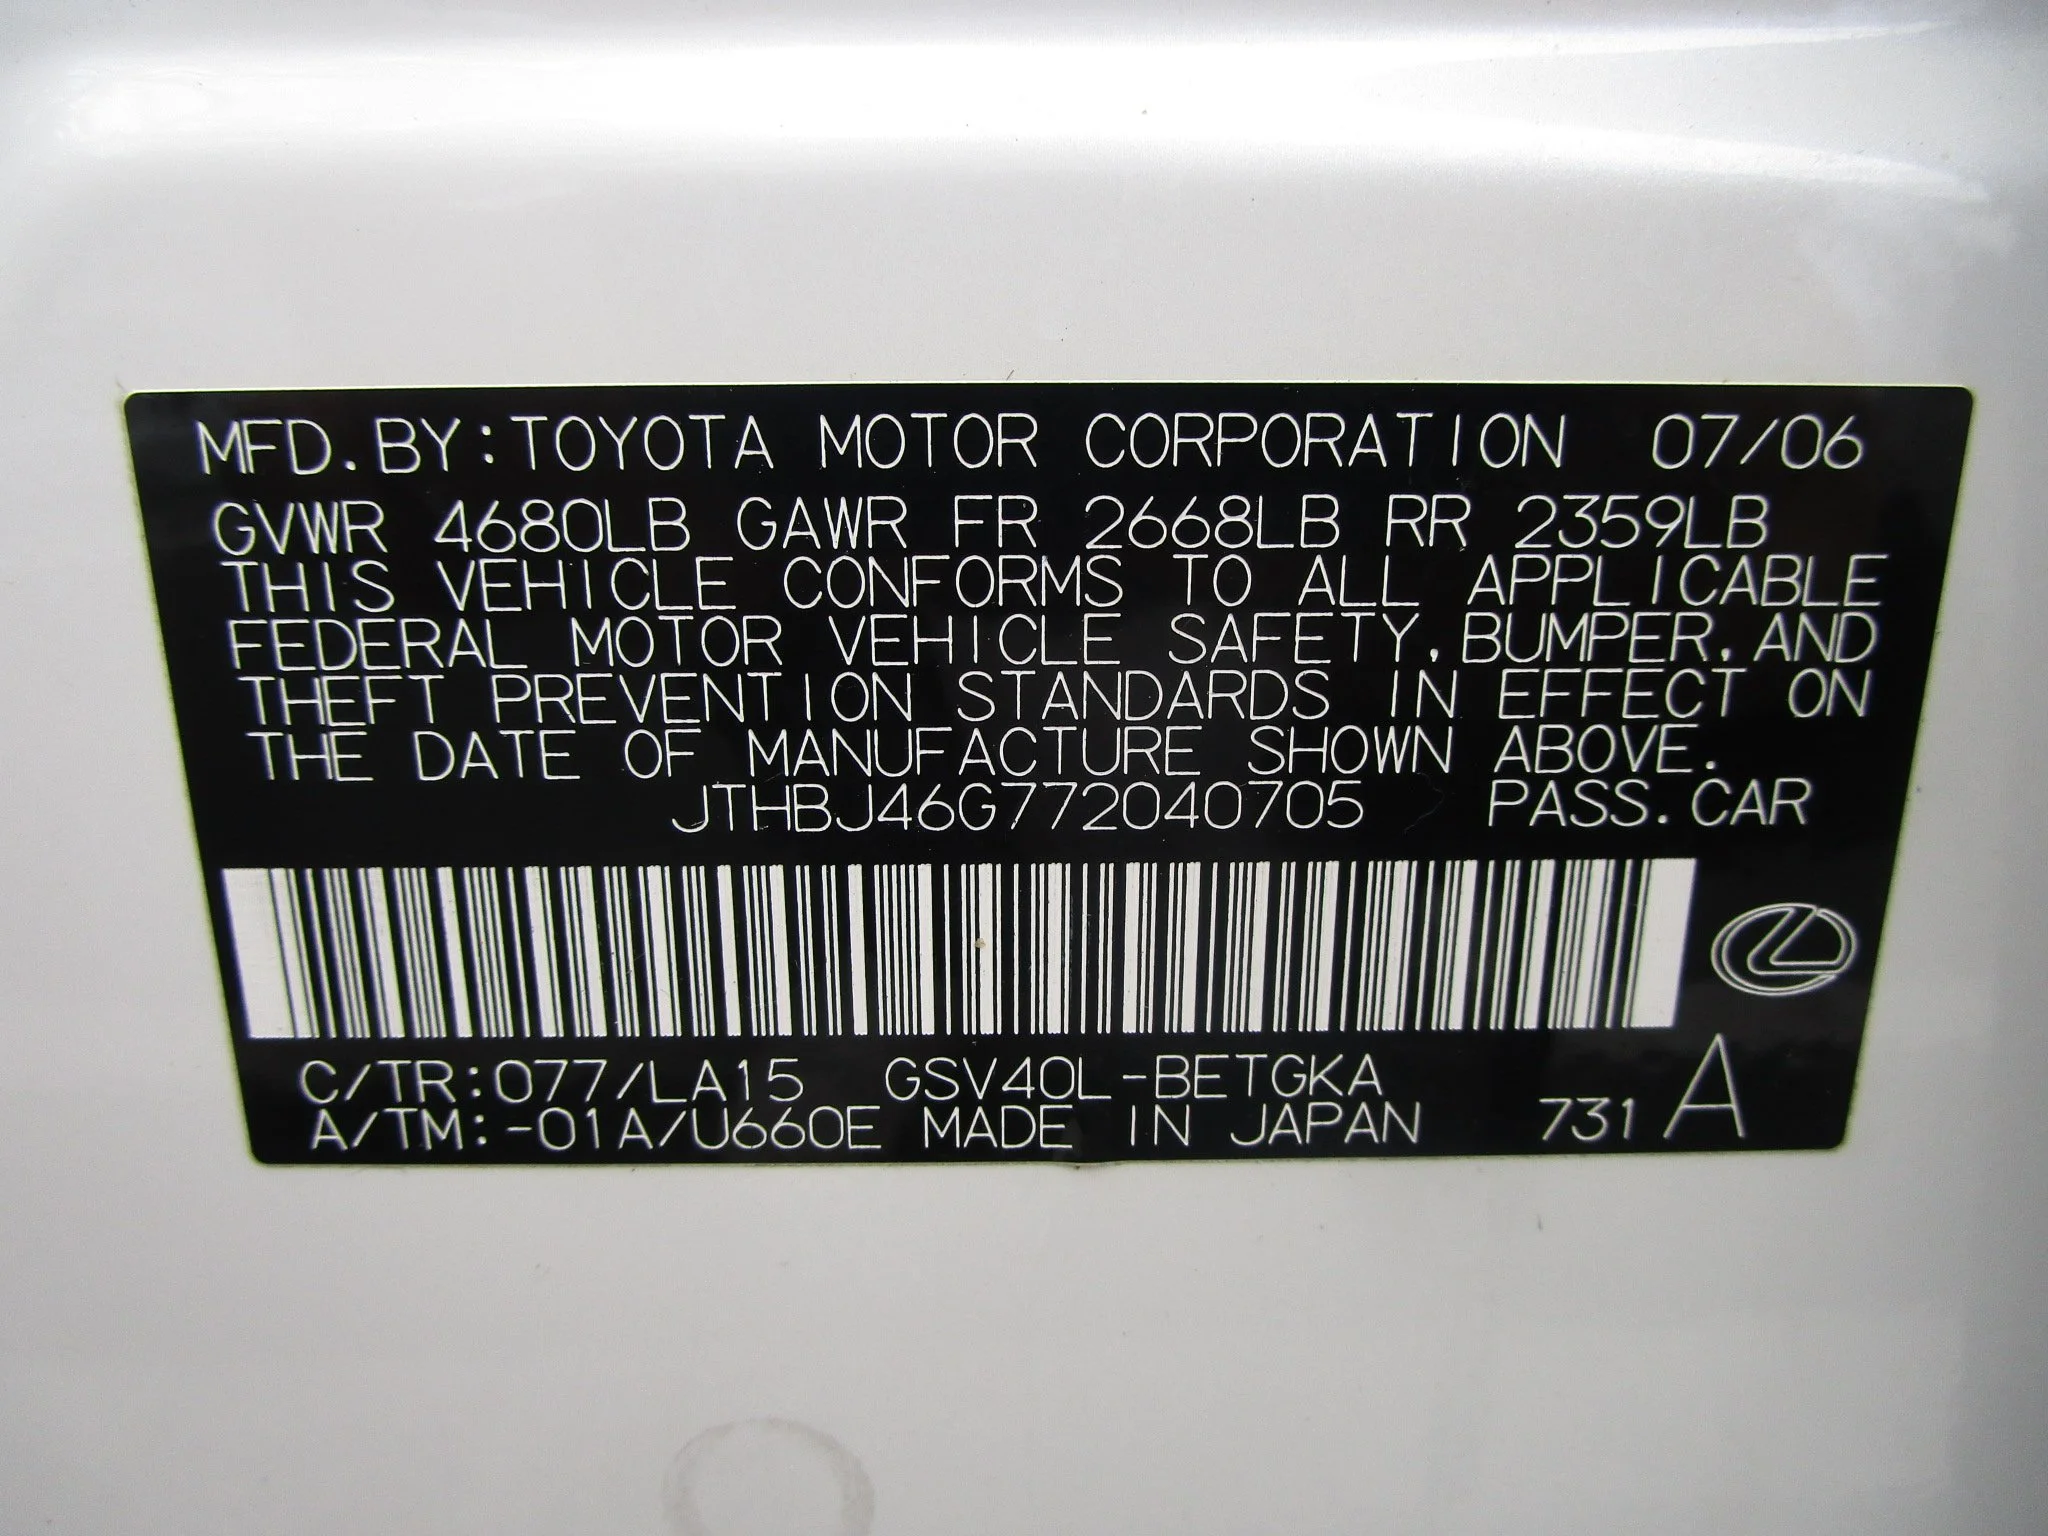 MFD. BY: TOYOTA MOTOR CORPORATION 07/06
GVWR 4680LB GAWR FR 2668LB RR 2359LB
THIS VEHICLE CONFORMS TO ALL APPLICABLE
FEDERAL MOTOR VEHICLE SAFETY, BUMPER, AND
THEFT PREVENTION STANDARDS IN EFFECT ON
THE DATE OF MANUFACTURE SHOWN ABOVE.
JTHBJ46G772040705 PASS. CAR
C/TR: 077/LA15 GSV40L-BETGKA
A/TM: -01A/U660E MADE IN JAPAN 731 A